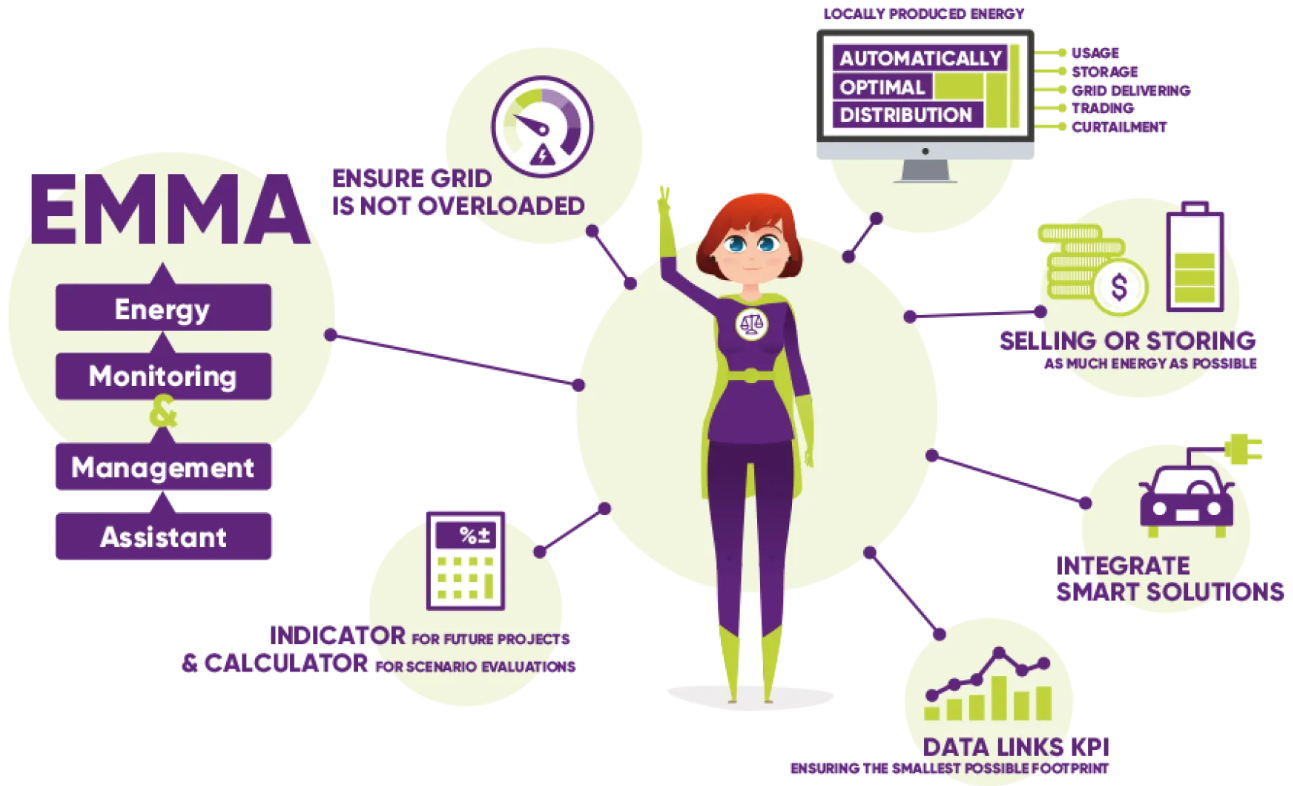 EMMA
Energy
Monitoring
&
Management
Assistant
ENSURE GRID
IS NOT OVERLOADED
LOCALLY PRODUCED ENERGY
AUTOMATICALLY
OPTIMAL
DISTRIBUTION
USAGE
STORAGE
GRID DELIVERING
TRADING
CURTAILMENT
$
SELLING OR STORING
AS MUCH ENERGY AS POSSIBLE
INTEGRATE
SMART SOLUTIONS
%±
INDICATOR FOR FUTURE PROJECTS
& CALCULATOR FOR SCENARIO EVALUATIONS
DATA LINKS KPI
ENSURING THE SMALLEST POSSIBLE FOOTPRINT